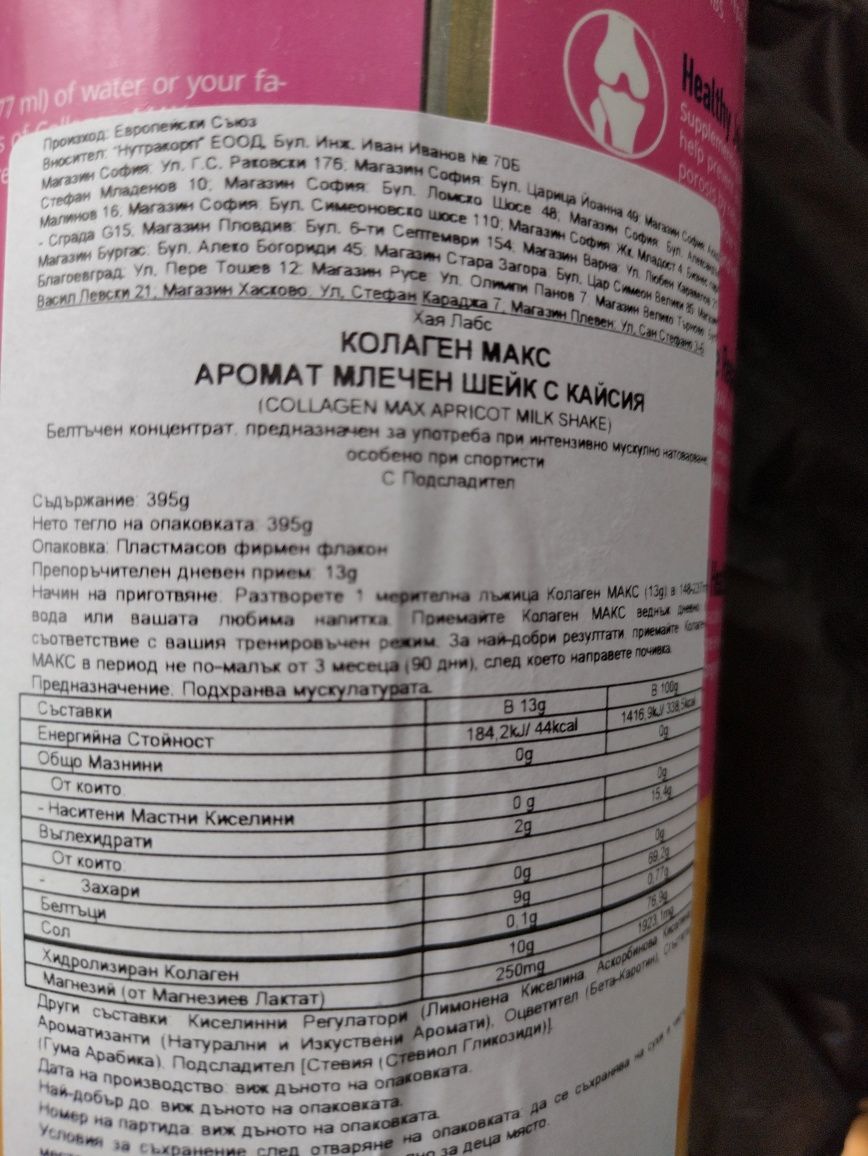 77 ml) of water or your fa-
Healthy
Supplement
help
porosis by
Произход: Европейски Съюз
Вносител: "Нутракорп" ЕООД, Бул. Инж. Иван Иванов № 70Б
Магазин София: Ул. Г.С. Раковски 176; Магазин София: Бул. Царица Йоанна 49; Магазин София:
Стефан Младенов 10; Магазин София: Бул. Ломско Шосе 48; Магазин София: Бул.
Малинов 16; Магазин София: Бул. Симеоновско шосе 110; Магазин София: Жк. Младост 4,
- Сграда G15; Магазин Пловдив: Бул. 6-ти Септември 154; Магазин Варна: Ул. Любен Каравелов
Магазин Бургас: Бул. Алеко Богориди 45; Магазин Стара Загора: Бул. Цар Симеон Велики
Благоевград: Ул. Пере Тошев 12; Магазин Русе: Ул. Олимпи Панов 7; Магазин Велико Търново:
Васил Левски 21; Магазин Хасково: Ул. Стефан Караджа 7; Магазин Плевен: Ул. Сан Стефано
Хая Лабс
КОЛАГЕН МАКС
АРОМАТ МЛЕЧЕН ШЕЙК С КАЙСИЯ
(COLLAGEN MAX APRICOT MILK SHAKE)
Белтъчен концентрат, предназначен за употреба при интензивно мускулно натоварване,
особено при спортисти
С Подсладител
Съдържание: 395g
Нето тегло на опаковката: 395g
Опаковка: Пластмасов фирмен флакон
Препоръчителен дневен прием: 13g
Начин на приготвяне: Разтворете 1 мерителна лъжица Колаген МАКС (13g) в
вода или вашата любима напитка. Приемайте Колаген МАКС веднъж дневно
съответствие с вашия тренировъчен режим. За най-добри резултати приемайте Колаген
МАКС в период не по-малък от 3 месеца (90 дни), след което направете почивка.
Предназначение: Подхранва мускулатурата.
Съставки В 13g В 100g
Енергийна Стойност 184,2kJ/ 44kcal 1416,9kJ/ 338,5kcal
Общо Мазнини 0g 0g
От които
- Наситени Мастни Киселини 0 g 0g
Въглехидрати 2g 15,4g
От които
- Захари 0g 0g
Белтъци 9g 69,2g
Сол 0,1g 0,77g
Хидролизиран Колаген 10g 76,9g
Магнезий (от Магнезиев Лактат) 250mg 1923,1mg
Други съставки: Киселинни Регулатори (Лимонена Киселина, Аскорбинова
Ароматизанти (Натурални и Изкуствени Аромати), Оцветител (Бета-Каротин),
(Гума Арабика), Подсладител [Стевия (Стевиол Гликозиди)].
Дата на производство: виж дъното на опаковката.
Най-добър до: виж дъното на опаковката.
Номер на партида: виж дъното на опаковката.
Условия за съхранение след отваряне на опаковката: да се съхранява на сухо и
за деца място.